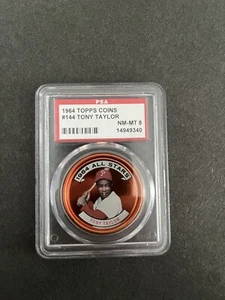 PSA
1964 TOPPS COINS
#144 TONY TAYLOR
NM-MT 8
14949340
1964 ALL STARS
TONY TAYLOR